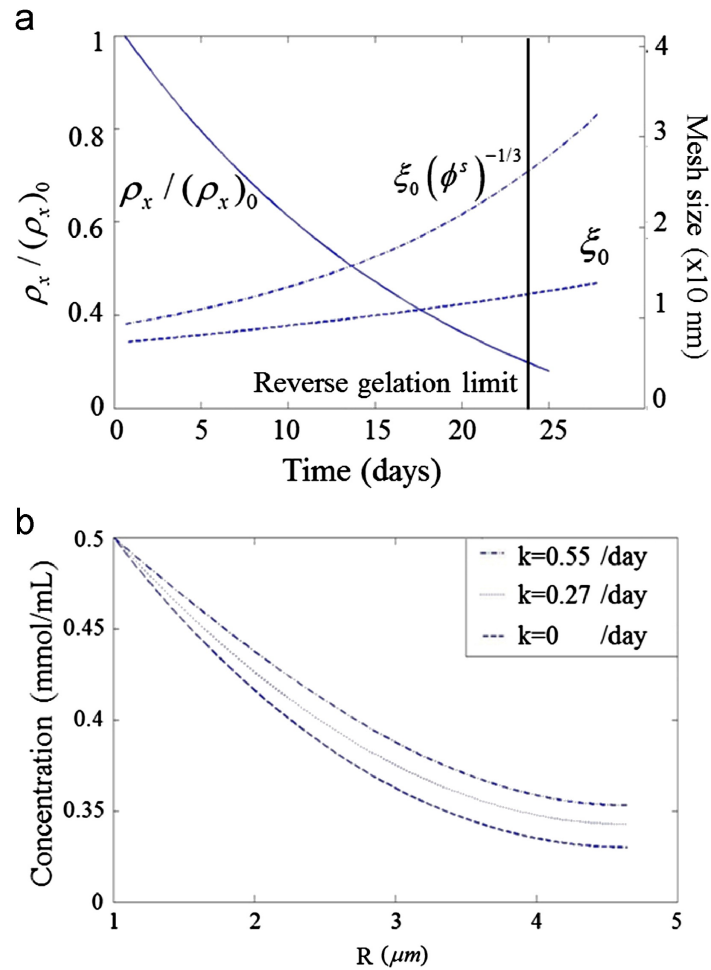 a
1
0.8
0.6
0.4
0
ρx / (ρx)0
ρx / (ρx)0
ξ0 (ϕ^s)^−1/3
ξ0
Reverse gelation limit
4
3
2
1
0
Mesh size (x10 nm)
0 5 10 15 20 25
Time (days)
b
0.5
0.45
0.4
0.35
0
Concentration (mmol/mL)
k=0.55 /day
k=0.27 /day
k=0 /day
1 2 3 4 5
R (μm)